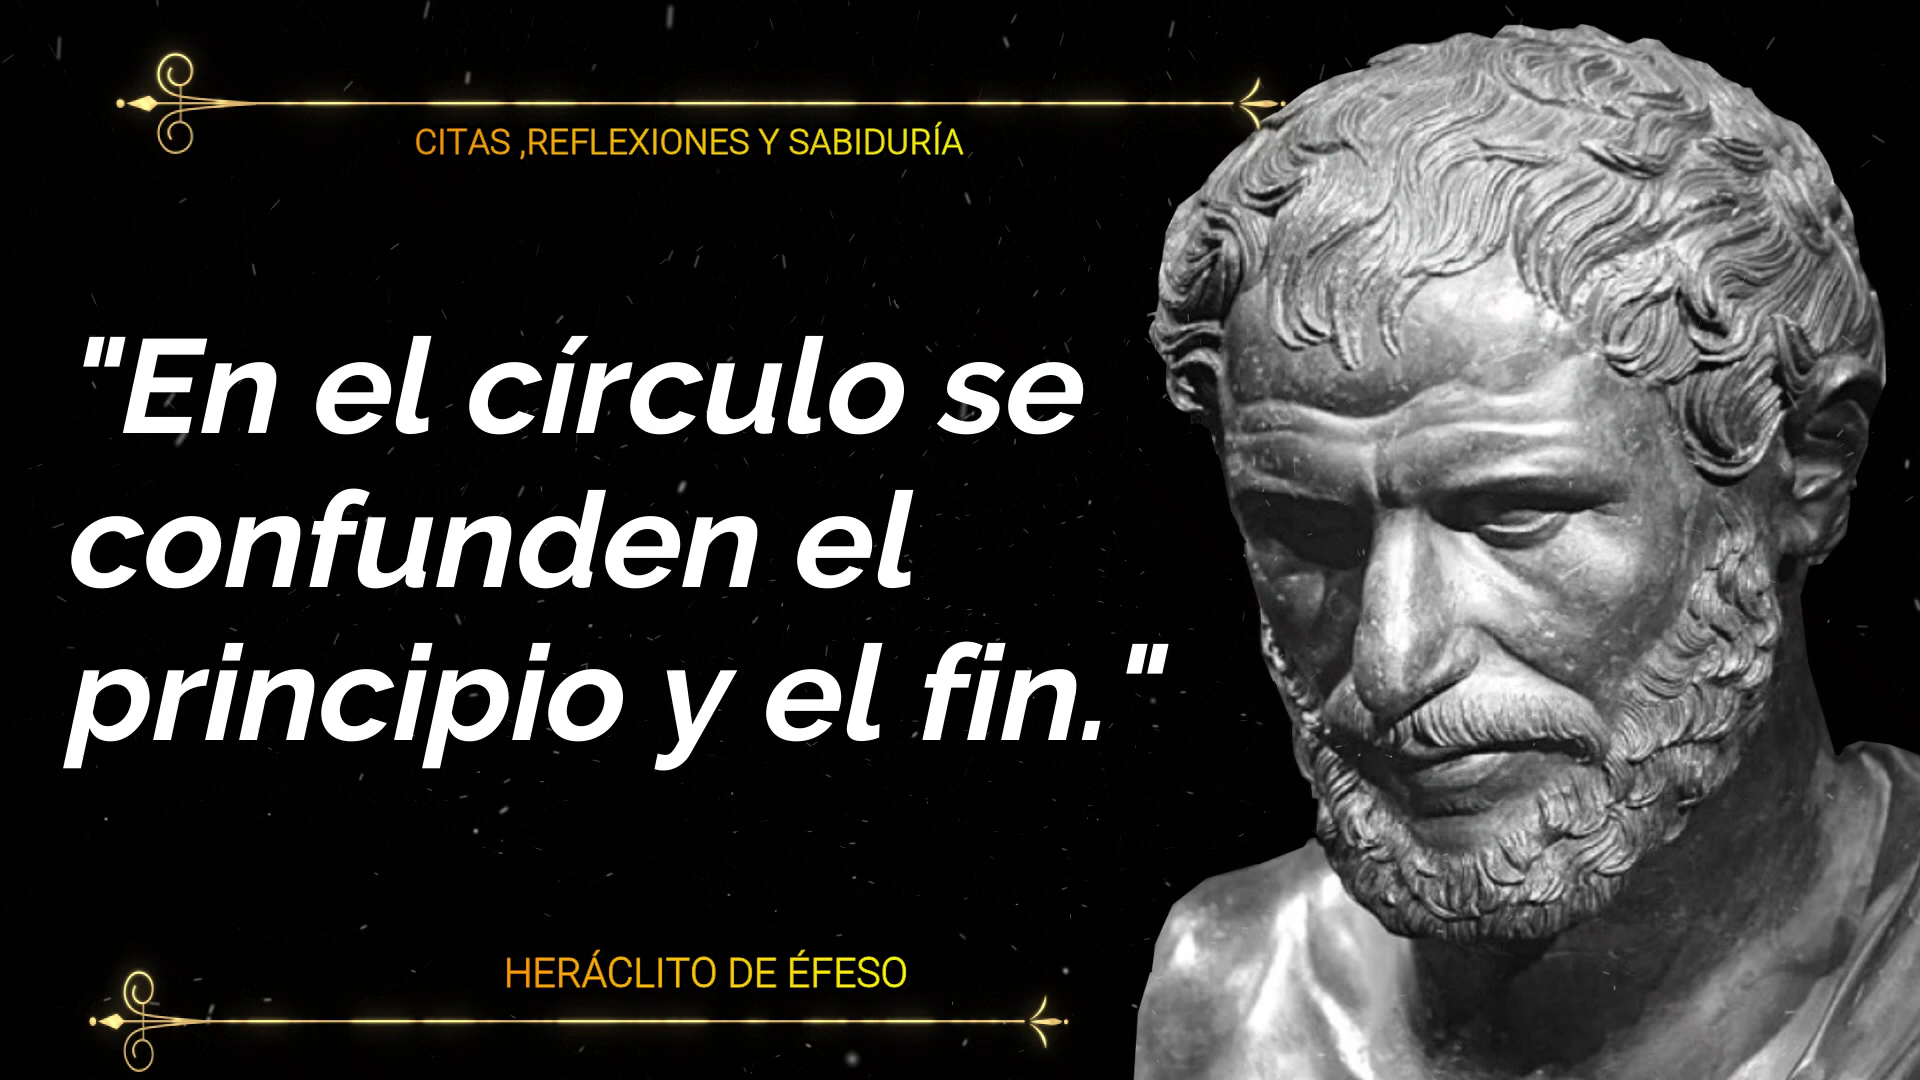 CITAS ,REFLEXIONES Y SABIDURÍA
"En el círculo se
confunden el
principio y el fin."
HERÁCLITO DE ÉFESO